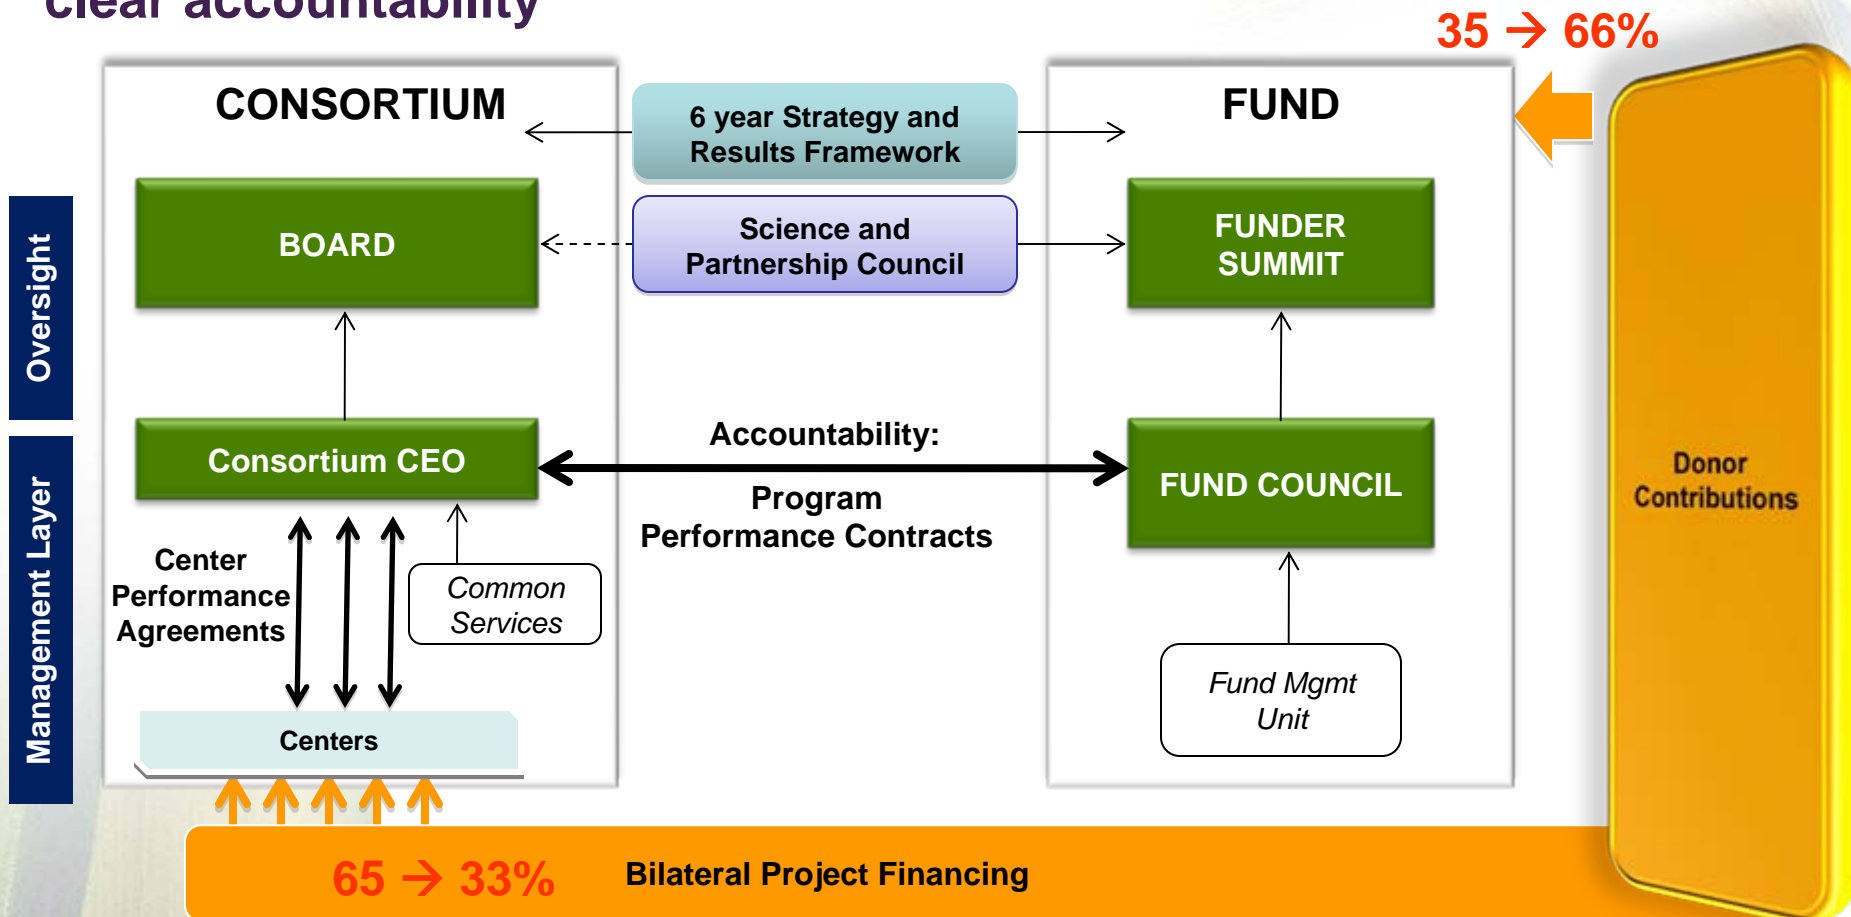 clear accountability
35 → 66%
CONSORTIUM
6 year Strategy and
Results Framework
FUND
Oversight
BOARD
Science and
Partnership Council
FUNDER
SUMMIT
Management Layer
Consortium CEO
Accountability:
Program
Performance Contracts
FUND COUNCIL
Donor
Contributions
Center
Performance
Agreements
Common
Services
Fund Mgmt
Unit
Centers
65 → 33%
Bilateral Project Financing